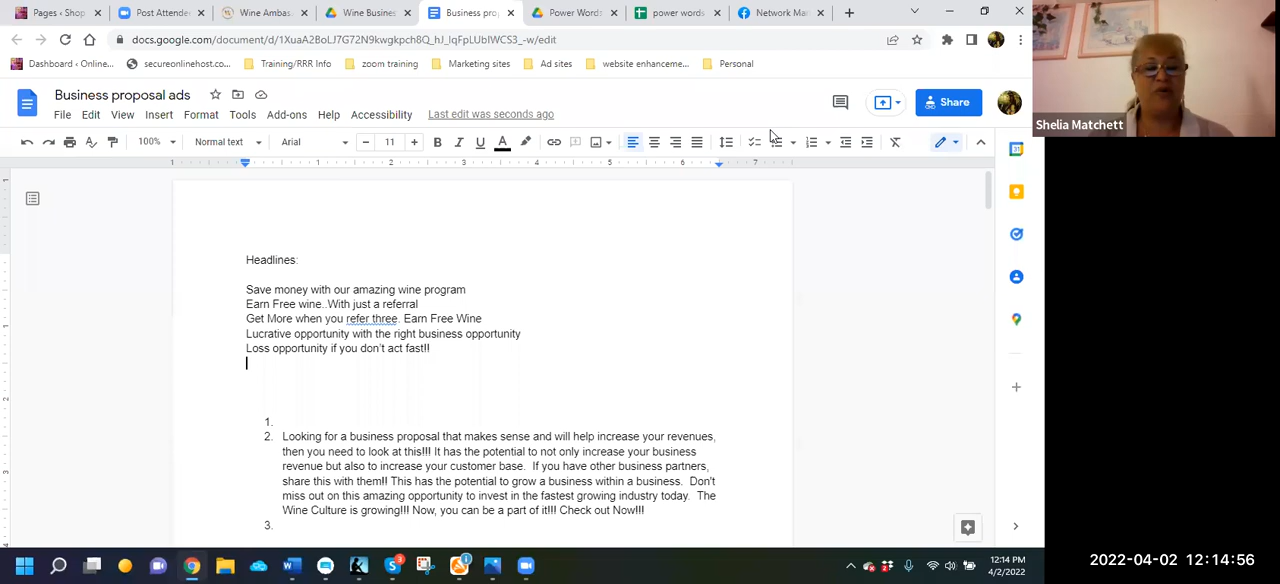 Pages ‹ Shop
Post Attende
Wine Ambas
Wine Busines
Business prop
Power Words
power words
Network Mar
docs.google.com/document/d/1XuaA2BoLJ7G72N9kwgkpch8Q_hJ_IqFpLUbIWCS3_-w/edit
Dashboard ‹ Online...
secureonlinehost.co...
Training/RRR Info
zoom training
Marketing sites
Ad sites
website enhanceme...
Personal
Shelia Matchett
Business proposal ads
File Edit View Insert Format Tools Add-ons Help Accessibility Last edit was seconds ago
Share
100% Normal text Arial 11 B I U A
Headlines:
Save money with our amazing wine program
Earn Free wine..With just a referral
Get More when you refer three. Earn Free Wine
Lucrative opportunity with the right business opportunity
Loss opportunity if you don't act fast!!
1.
2. Looking for a business proposal that makes sense and will help increase your revenues,
then you need to look at this!!! It has the potential to not only increase your business
revenue but also to increase your customer base. If you have other business partners,
share this with them!! This has the potential to grow a business within a business. Don't
miss out on this amazing opportunity to invest in the fastest growing industry today. The
Wine Culture is growing!!! Now, you can be a part of it!!! Check out Now!!!
3.
12:14 PM
4/2/2022
2022-04-02 12:14:56